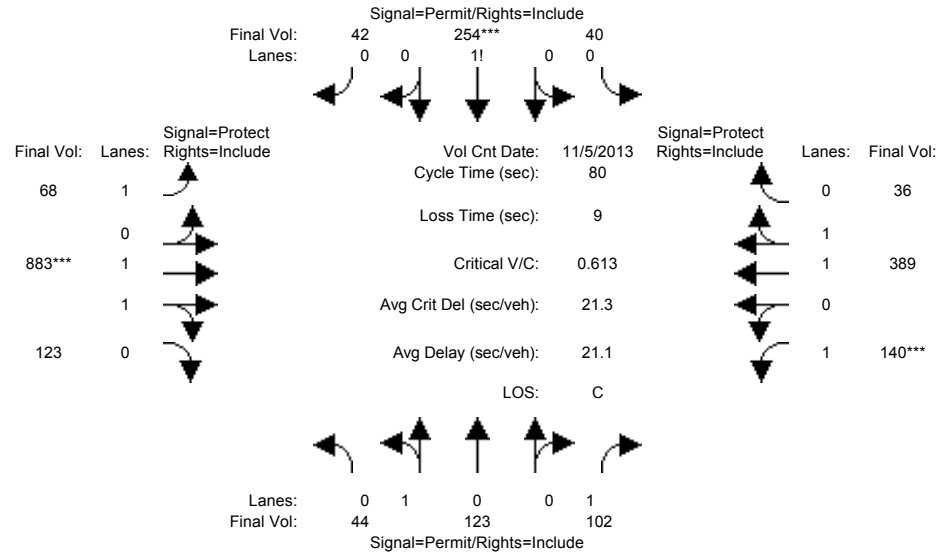 Signal=Permit/Rights=Include
Final Vol: 42 254*** 40
Lanes: 0 0 1! 0 0
Signal=Protect Signal=Protect
Final Vol: Lanes: Rights=Include Vol Cnt Date: 11/5/2013 Rights=Include Lanes: Final Vol:
Cycle Time (sec): 80
68 1 0 36
Loss Time (sec): 9
0 1
883*** 1 Critical V/C: 0.613 1 389
1 Avg Crit Del (sec/veh): 21.3 0
123 0 Avg Delay (sec/veh): 21.1 1 140***
LOS: C
Lanes: 0 1 0 0 1
Final Vol: 44 123 102
Signal=Permit/Rights=Include